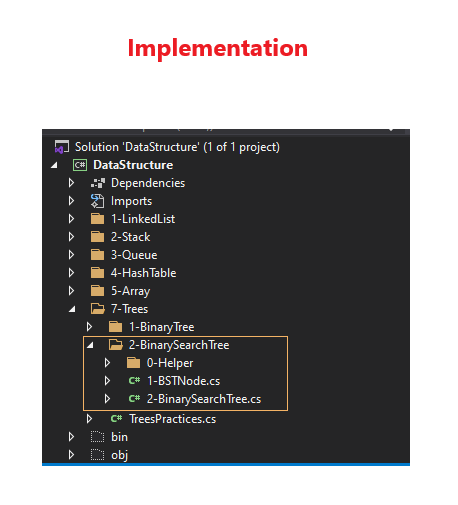 Implementation
Solution 'DataStructure' (1 of 1 project)
C# DataStructure
Dependencies
Imports
1-LinkedList
2-Stack
3-Queue
4-HashTable
5-Array
7-Trees
1-BinaryTree
2-BinarySearchTree
0-Helper
C# 1-BSTNode.cs
C# 2-BinarySearchTree.cs
C# TreesPractices.cs
bin
obj